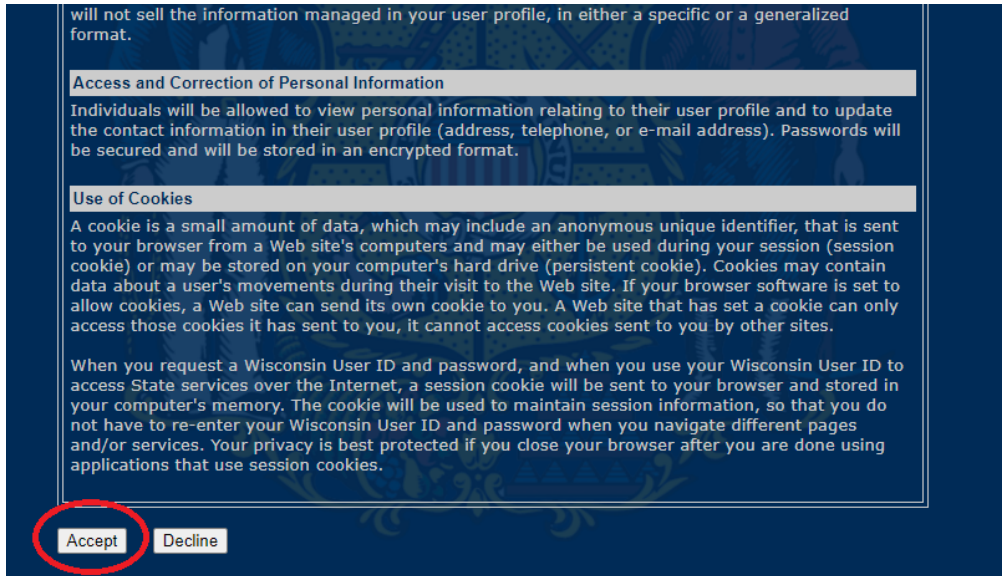 will not sell the information managed in your user profile, in either a specific or a generalized
format.
Access and Correction of Personal Information
Individuals will be allowed to view personal information relating to their user profile and to update
the contact information in their user profile (address, telephone, or e-mail address). Passwords will
be secured and will be stored in an encrypted format.
Use of Cookies
A cookie is a small amount of data, which may include an anonymous unique identifier, that is sent
to your browser from a Web site's computers and may either be used during your session (session
cookie) or may be stored on your computer's hard drive (persistent cookie). Cookies may contain
data about a user's movements during their visit to the Web site. If your browser software is set to
allow cookies, a Web site can send its own cookie to you. A Web site that has set a cookie can only
access those cookies it has sent to you, it cannot access cookies sent to you by other sites.
When you request a Wisconsin User ID and password, and when you use your Wisconsin User ID to
access State services over the Internet, a session cookie will be sent to your browser and stored in
your computer's memory. The cookie will be used to maintain session information, so that you do
not have to re-enter your Wisconsin User ID and password when you navigate different pages
and/or services. Your privacy is best protected if you close your browser after you are done using
applications that use session cookies.
Accept Decline